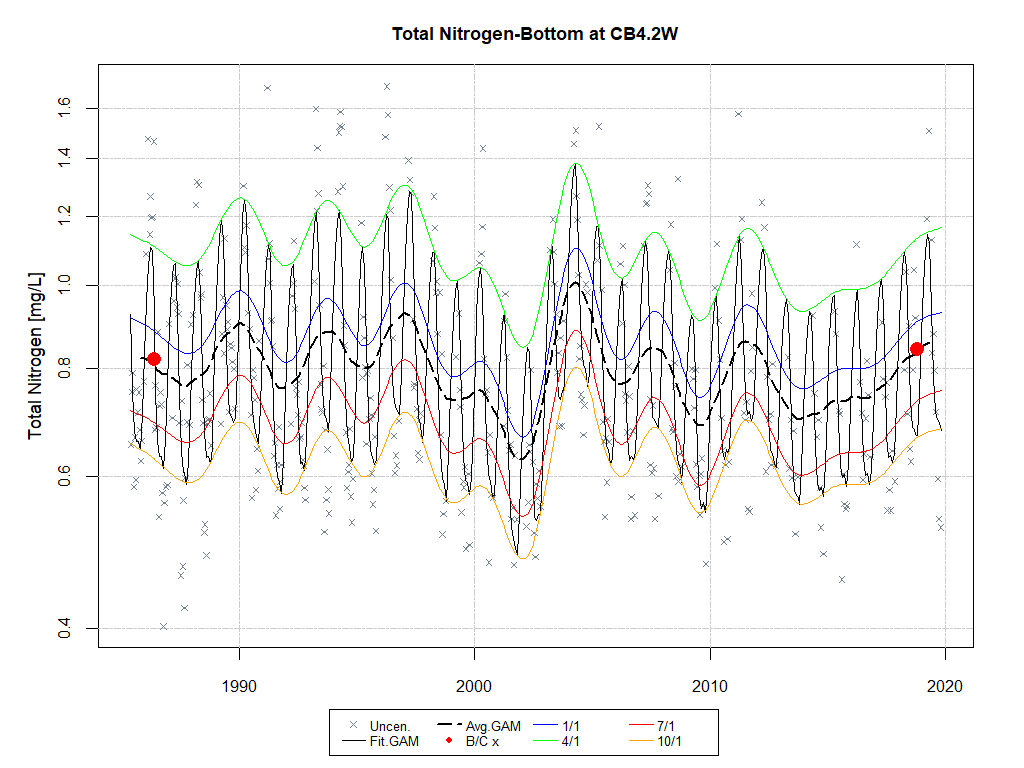 Total Nitrogen-Bottom at CB4.2W
Total Nitrogen [mg/L]
1.6
1.4
1.2
1.0
0.8
0.6
0.4
1990 2000 2010 2020
Uncen. Avg.GAM 1/1 7/1
Fit.GAM B/C x 4/1 10/1